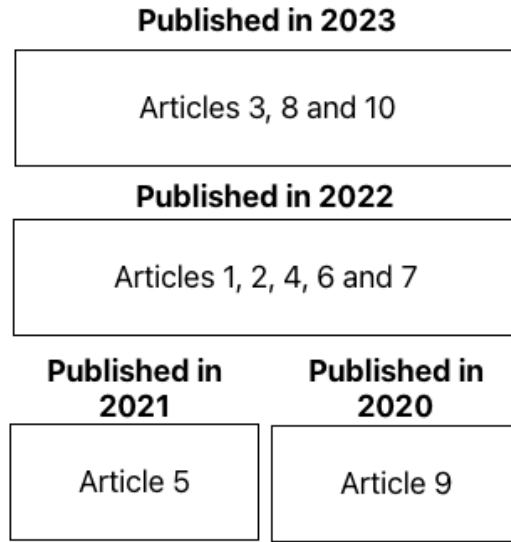 Published in 2023
Articles 3, 8 and 10
Published in 2022
Articles 1, 2, 4, 6 and 7
Published in
2021
Article 5
Published in
2020
Article 9